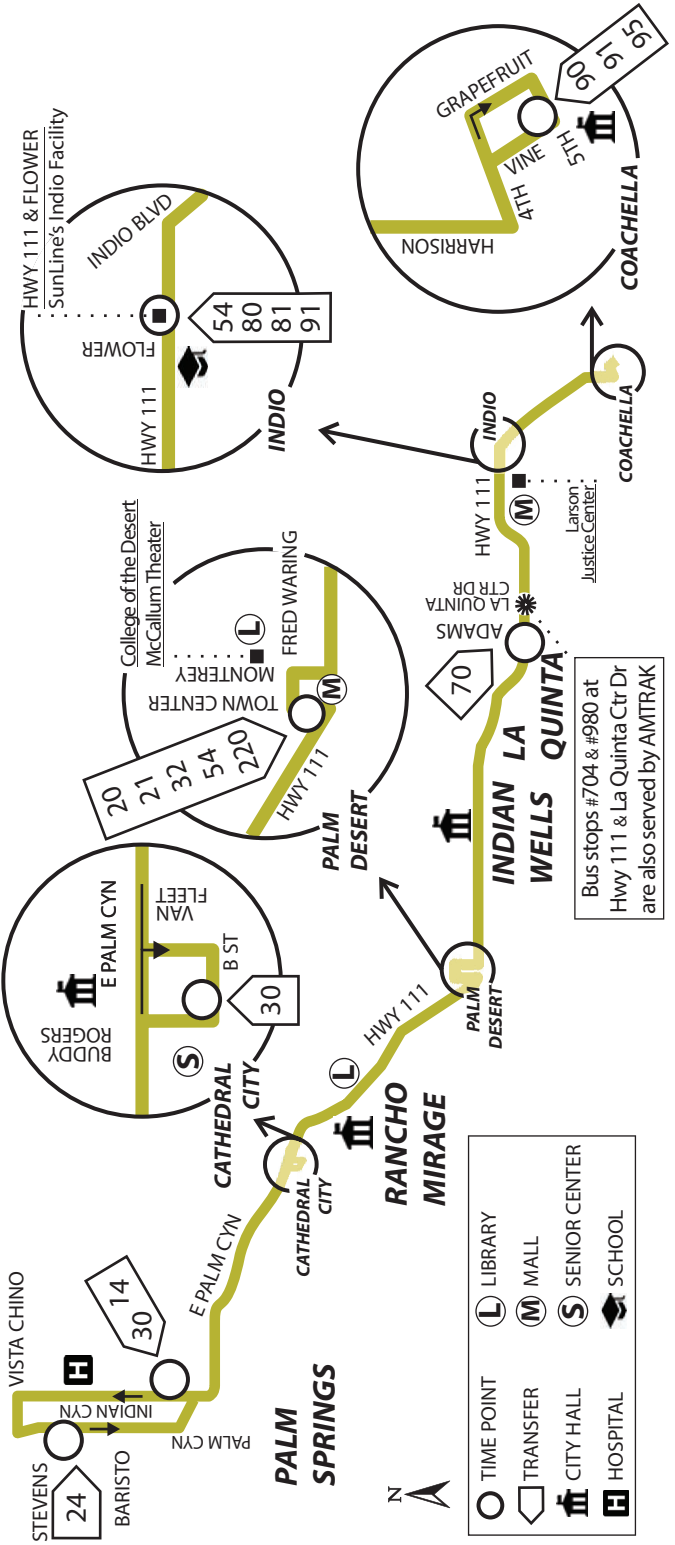 VISTA CHINO
STEVENS
24
BARISTO
INDIAN CYN
PALM CYN
H
14
30
PALM
SPRINGS
E PALM CYN
CATHEDRAL
CITY
BUDDY
ROGERS
E PALM CYN
VAN
FLEET
B ST
S
30
CATHEDRAL
CITY
L
RANCHO
MIRAGE
HWY 111
PALM
DESERT
College of the Desert
McCallum Theater
L
MONTEREY
FRED WARING
TOWN CENTER
M
HWY 111
20
21
32
54
220
PALM
DESERT
INDIAN
WELLS
LA
QUINTA
70
ADAMS
LA QUINTA
CTR DR
Bus stops #704 & #980 at
Hwy 111 & La Quinta Ctr Dr
are also served by AMTRAK
HWY 111
M
Larson
Justice Center
INDIO
HWY 111 & FLOWER
SunLine's Indio Facility
INDIO BLVD
FLOWER
HWY 111
54
80
81
91
INDIO
COACHELLA
GRAPEFRUIT
VINE
4TH
5TH
HARRISON
90
91
95
COACHELLA
N
TIME POINT
TRANSFER
CITY HALL
H HOSPITAL
L LIBRARY
M MALL
S SENIOR CENTER
SCHOOL